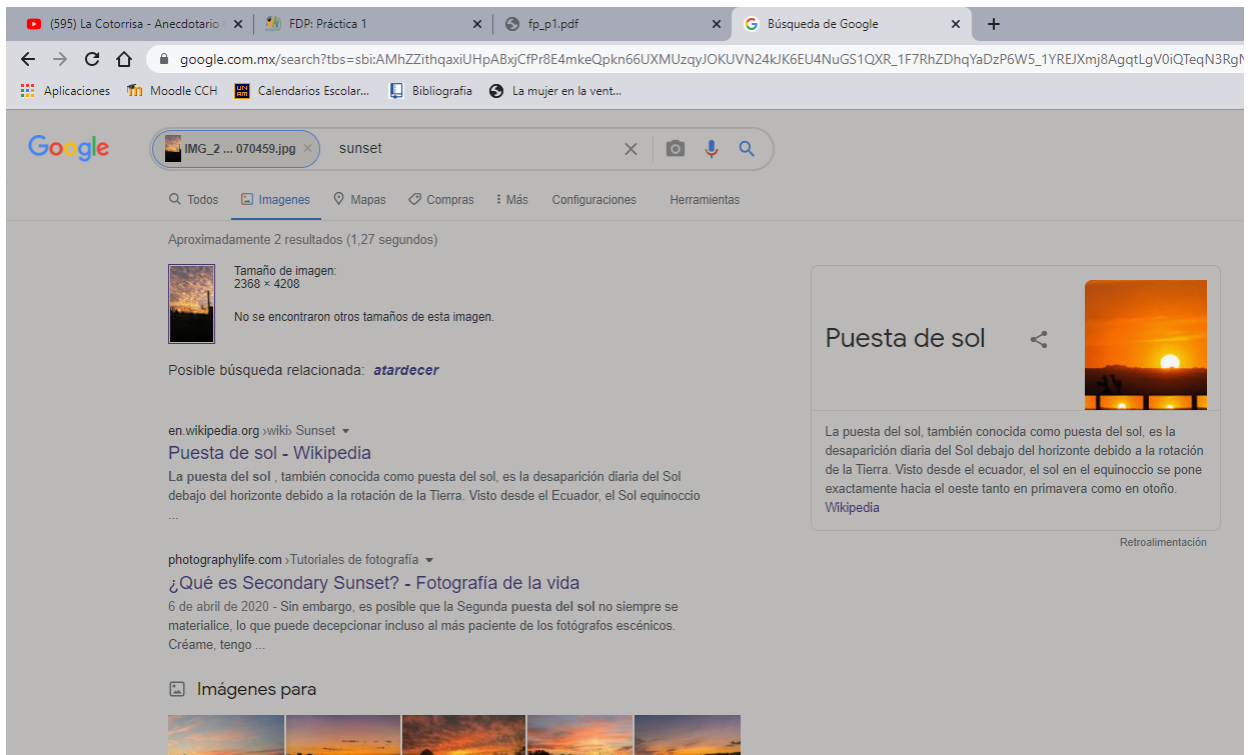 (595) La Cotorrisa - Anecdotario
FDP: Práctica 1
fp_p1.pdf
Búsqueda de Google
google.com.mx/search?tbs=sbi:AMhZZithqaxiUHpABxjCfPr8E4mkeQpkn66UXMUzqyJOKUVN24kJK6EU4NuGS1QXR_1F7RhZDhqYaDzP6W5_1YREJXmj8AgqtLgV0iQTeqN3RgN
Aplicaciones
Moodle CCH
Calendarios Escolar...
Bibliografia
La mujer en la vent...
Google
IMG_2 ... 070459.jpg
sunset
Todos
Imagenes
Mapas
Compras
Más
Configuraciones
Herramientas
Aproximadamente 2 resultados (1,27 segundos)
Tamaño de imagen:
2368 × 4208
No se encontraron otros tamaños de esta imagen.
Posible búsqueda relacionada: atardecer
en.wikipedia.org ›wiki› Sunset
Puesta de sol - Wikipedia
La puesta del sol , también conocida como puesta del sol, es la desaparición diaria del Sol
debajo del horizonte debido a la rotación de la Tierra. Visto desde el Ecuador, el Sol equinoccio
...
photographylife.com ›Tutoriales de fotografía
¿Qué es Secondary Sunset? - Fotografía de la vida
6 de abril de 2020 - Sin embargo, es posible que la Segunda puesta del sol no siempre se
materialice, lo que puede decepcionar incluso al más paciente de los fotógrafos escénicos.
Créame, tengo ...
Imágenes para
Puesta de sol
La puesta del sol, también conocida como puesta del sol, es la
desaparición diaria del Sol debajo del horizonte debido a la rotación
de la Tierra. Visto desde el ecuador, el sol en el equinoccio se pone
exactamente hacia el oeste tanto en primavera como en otoño.
Wikipedia
Retroalimentación